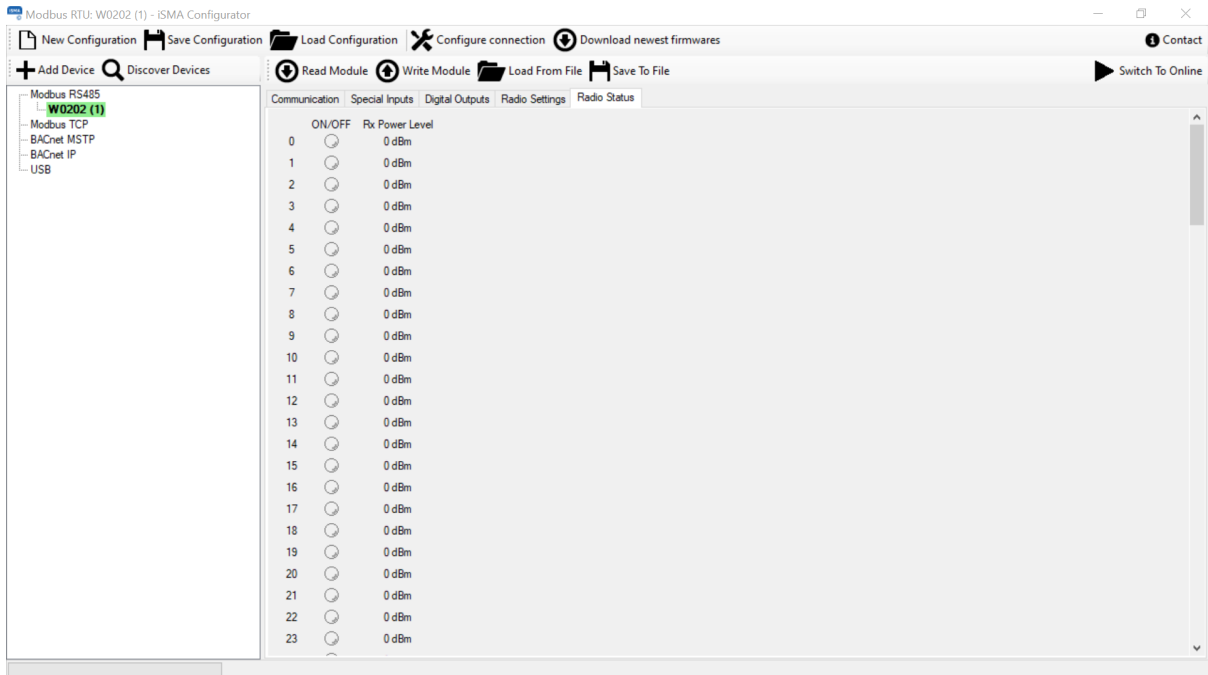 Modbus RTU: W0202 (1) - iSMA Configurator
New Configuration Save Configuration Load Configuration Configure connection Download newest firmwares Contact
Add Device Discover Devices Read Module Write Module Load From File Save To File Switch To Online
Modbus RS485
W0202 (1)
Modbus TCP
BACnet MSTP
BACnet IP
USB
Communication Special Inputs Digital Outputs Radio Settings Radio Status
ON/OFF Rx Power Level
0 0 dBm
1 0 dBm
2 0 dBm
3 0 dBm
4 0 dBm
5 0 dBm
6 0 dBm
7 0 dBm
8 0 dBm
9 0 dBm
10 0 dBm
11 0 dBm
12 0 dBm
13 0 dBm
14 0 dBm
15 0 dBm
16 0 dBm
17 0 dBm
18 0 dBm
19 0 dBm
20 0 dBm
21 0 dBm
22 0 dBm
23 0 dBm